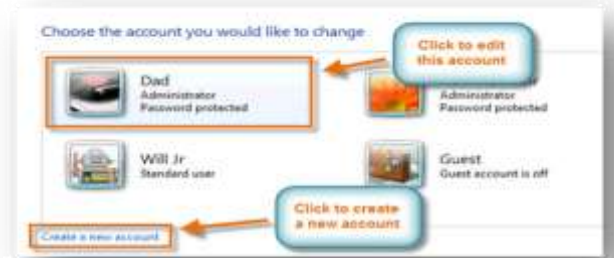 Choose the account you would like to change
Click to edit
this account
Dad
Administrator
Password protected
Administrator
Password protected
Will Jr
Standard user
Guest
Guest account is off
Click to create
a new account
Create a new account